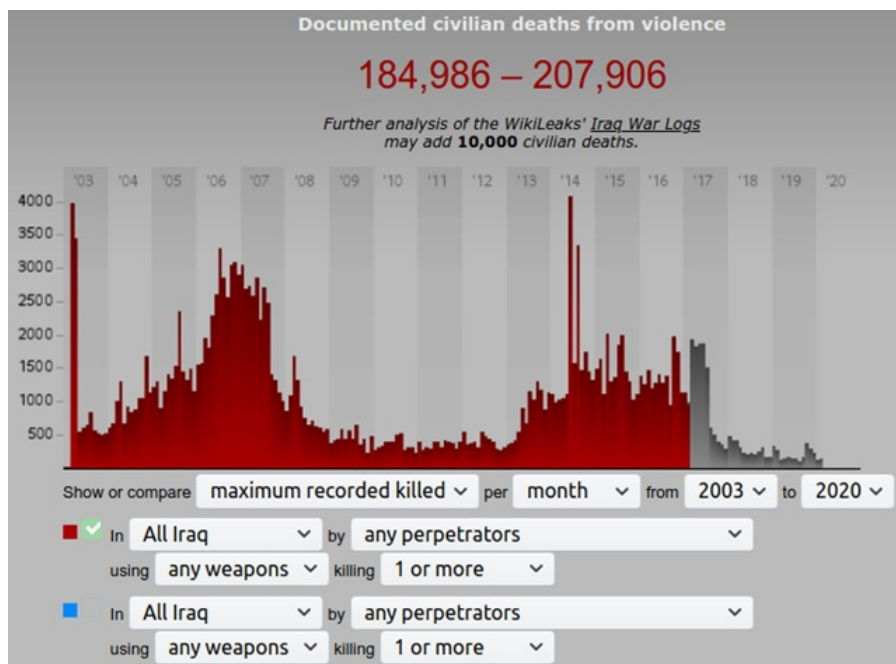 Documented civilian deaths from violence
184,986 – 207,906
Further analysis of the WikiLeaks' Iraq War Logs
may add 10,000 civilian deaths.
'03 '04 '05 '06 '07 '08 '09 '10 '11 '12 '13 '14 '15 '16 '17 '18 '19 '20
4000
3500
3000
2500
2000
1500
1000
500
Show or compare maximum recorded killed per month from 2003 to 2020
In All Iraq by any perpetrators
using any weapons killing 1 or more
In All Iraq by any perpetrators
using any weapons killing 1 or more